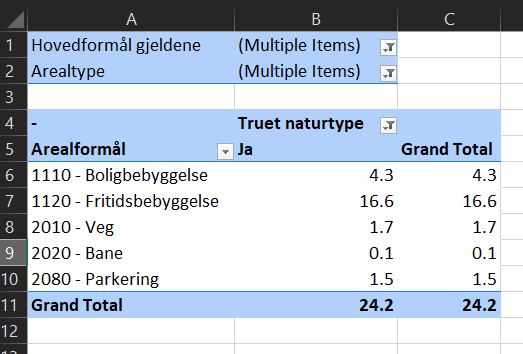 A B C
1 Hovedformål gjeldene (Multiple Items)
2 Arealtype (Multiple Items)
3
4 - Truet naturtype
5 Arealformål Ja Grand Total
6 1110 - Boligbebyggelse 4.3 4.3
7 1120 - Fritidsbebyggelse 16.6 16.6
8 2010 - Veg 1.7 1.7
9 2020 - Bane 0.1 0.1
10 2080 - Parkering 1.5 1.5
11 Grand Total 24.2 24.2
12